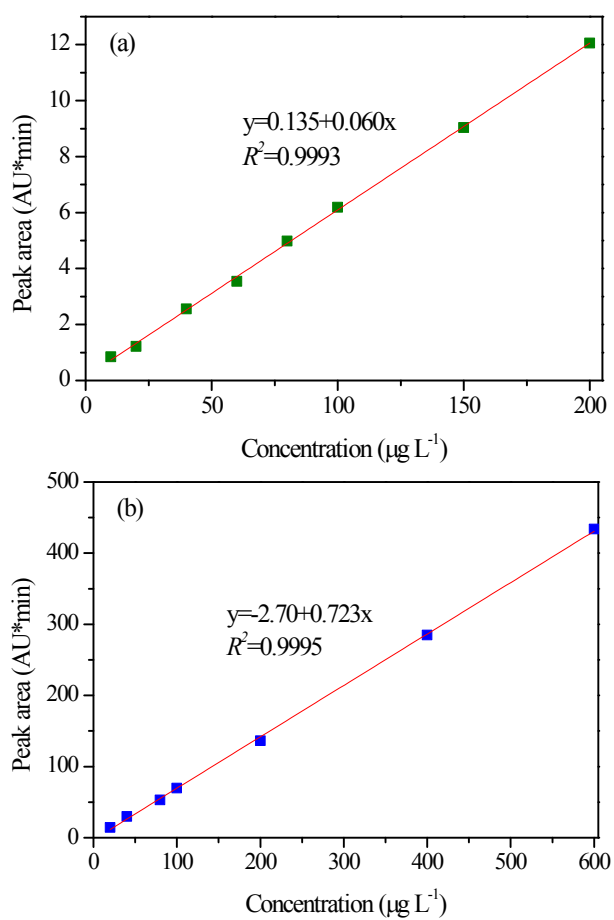 (a)
12
10
8
6
4
2
0
y=0.135+0.060x
R²=0.9993
Peak area (AU*min)
0 50 100 150 200
Concentration (μg L⁻¹)
(b)
500
400
300
200
100
0
y=-2.70+0.723x
R²=0.9995
Peak area (AU*min)
0 100 200 300 400 500 600
Concentration (μg L⁻¹)